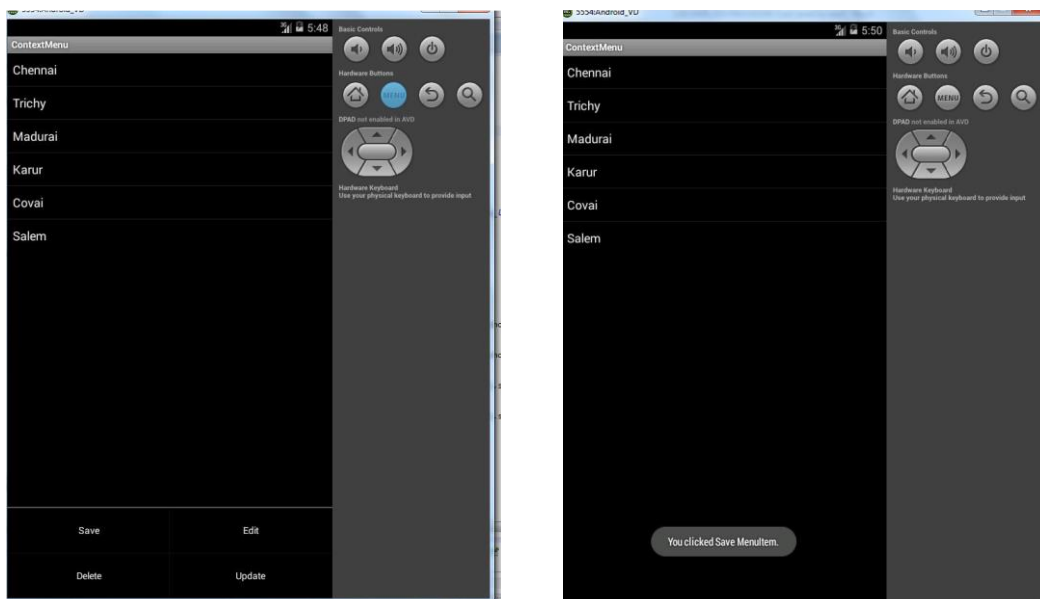 5554:Android_VD
5:48
ContextMenu
Chennai
Trichy
Madurai
Karur
Covai
Salem
Save
Edit
Delete
Update
Basic Controls
Hardware Buttons
MENU
DPAD not enabled in AVD
Hardware Keyboard
Use your physical keyboard to provide input
5554:Android_VD
3G 5:50
ContextMenu
Chennai
Trichy
Madurai
Karur
Covai
Salem
You clicked Save MenuItem.
Basic Controls
Hardware Buttons
MENU
DPAD not enabled in AVD
Hardware Keyboard
Use your physical keyboard to provide input